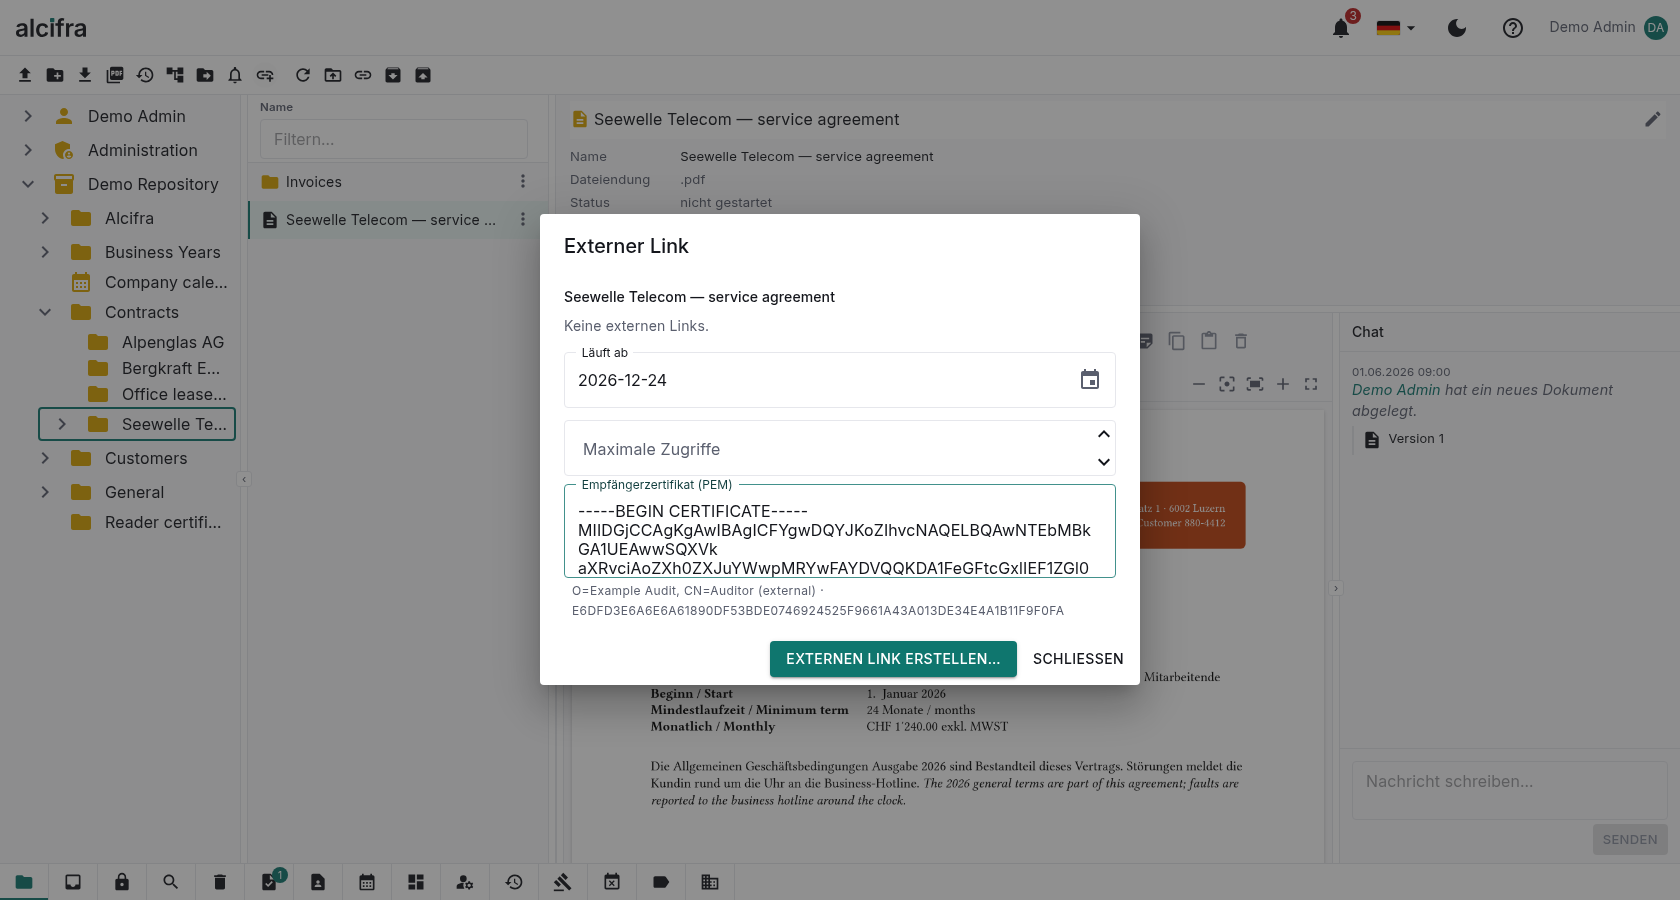 alcifra
3
Demo Admin
DA
PDF
Demo Admin
Administration
Demo Repository
Alcifra
Business Years
Company cale...
Contracts
Alpenglas AG
Bergkraft E...
Office lease...
Seewelle Te...
Customers
General
Reader certifi...
Name
Filtern...
Invoices
Seewelle Telecom — service ...
Seewelle Telecom — service agreement
Name Seewelle Telecom — service agreement
Dateiendung .pdf
Status nicht gestartet
Externer Link
Seewelle Telecom — service agreement
Keine externen Links.
Läuft ab
2026-12-24
Maximale Zugriffe
Empfängerzertifikat (PEM)
-----BEGIN CERTIFICATE-----
MIIDGjCCAgKgAwIBAgICFYgwDQYJKoZIhvcNAQELBQAwNTEbMBk
GA1UEAwwSQXVk
aXRvciAoZXh0ZXJuYWwpMRYwFAYDVQQKDA1FeGFtcGxlIEF1ZGl0
O=Example Audit, CN=Auditor (external) ·
E6DFD3E6A6E6A61890DF53BDE0746924525F9661A43A013DE34E4A1B11F9F0FA
EXTERNEN LINK ERSTELLEN...
SCHLIESSEN
atz 1 · 6002 Luzern
Customer 880-4412
Mitarbeitende
Beginn / Start 1. Januar 2026
Mindestlaufzeit / Minimum term 24 Monate / months
Monatlich / Monthly CHF 1'240.00 exkl. MWST
Die Allgemeinen Geschäftsbedingungen Ausgabe 2026 sind Bestandteil dieses Vertrags. Störungen meldet die
Kundin rund um die Uhr an die Business-Hotline. The 2026 general terms are part of this agreement; faults are
reported to the business hotline around the clock.
Chat
01.06.2026 09:00
Demo Admin hat ein neues Dokument
abgelegt.
Version 1
Nachricht schreiben...
SENDEN
1